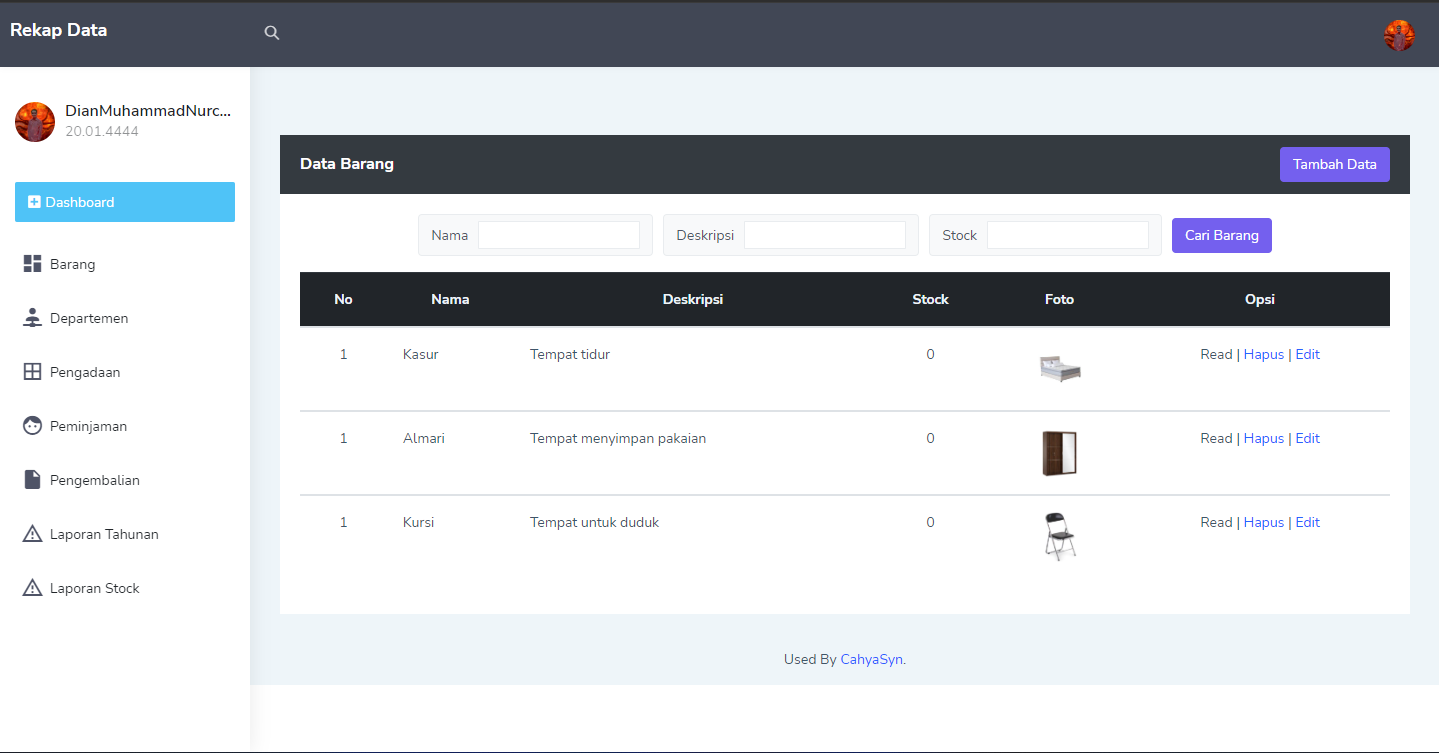 Rekap Data
DianMuhammadNurc...
20.01.4444
Dashboard
Barang
Departemen
Pengadaan
Peminjaman
Pengembalian
Laporan Tahunan
Laporan Stock
Data Barang
Tambah Data
Nama Deskripsi Stock Cari Barang
No Nama Deskripsi Stock Foto Opsi
1 Kasur Tempat tidur 0 Read | Hapus | Edit
1 Almari Tempat menyimpan pakaian 0 Read | Hapus | Edit
1 Kursi Tempat untuk duduk 0 Read | Hapus | Edit
Used By CahyaSyn.